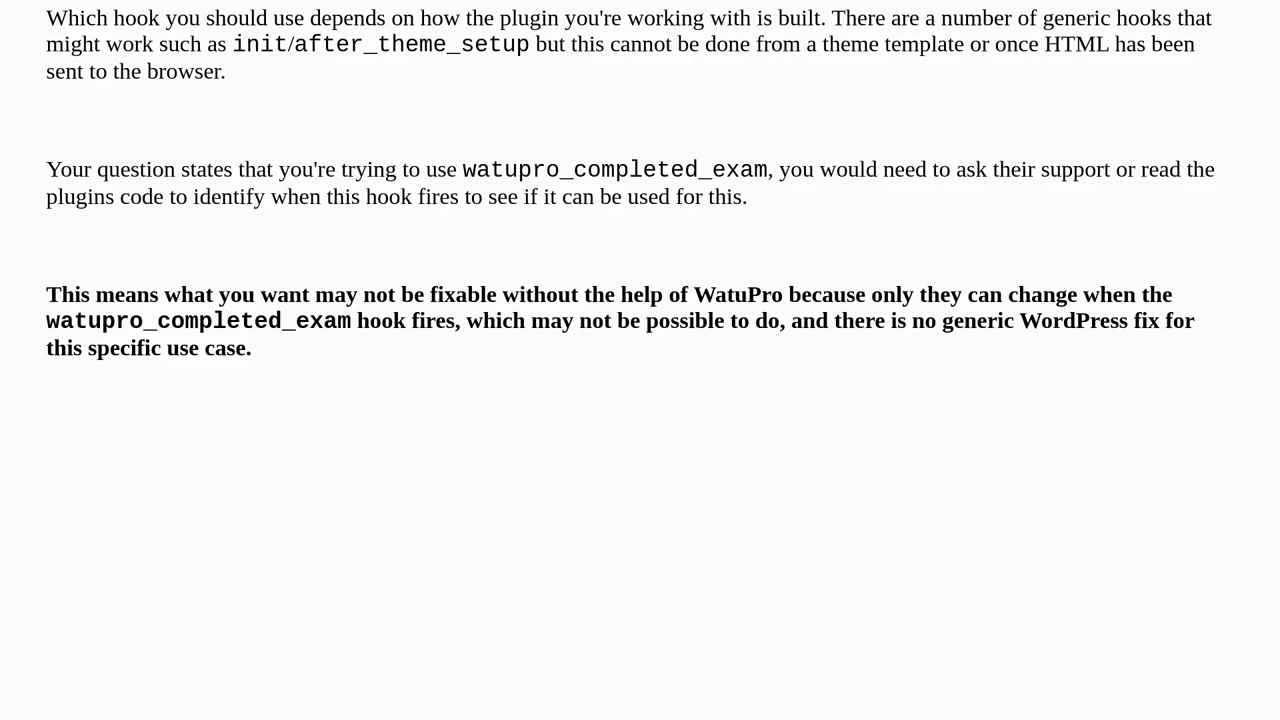 Which hook you should use depends on how the plugin you're working with is built. There are a number of generic hooks that
might work such as init/after_theme_setup but this cannot be done from a theme template or once HTML has been
sent to the browser.
Your question states that you're trying to use watupro_completed_exam, you would need to ask their support or read the
plugins code to identify when this hook fires to see if it can be used for this.
This means what you want may not be fixable without the help of WatuPro because only they can change when the
watupro_completed_exam hook fires, which may not be possible to do, and there is no generic WordPress fix for
this specific use case.